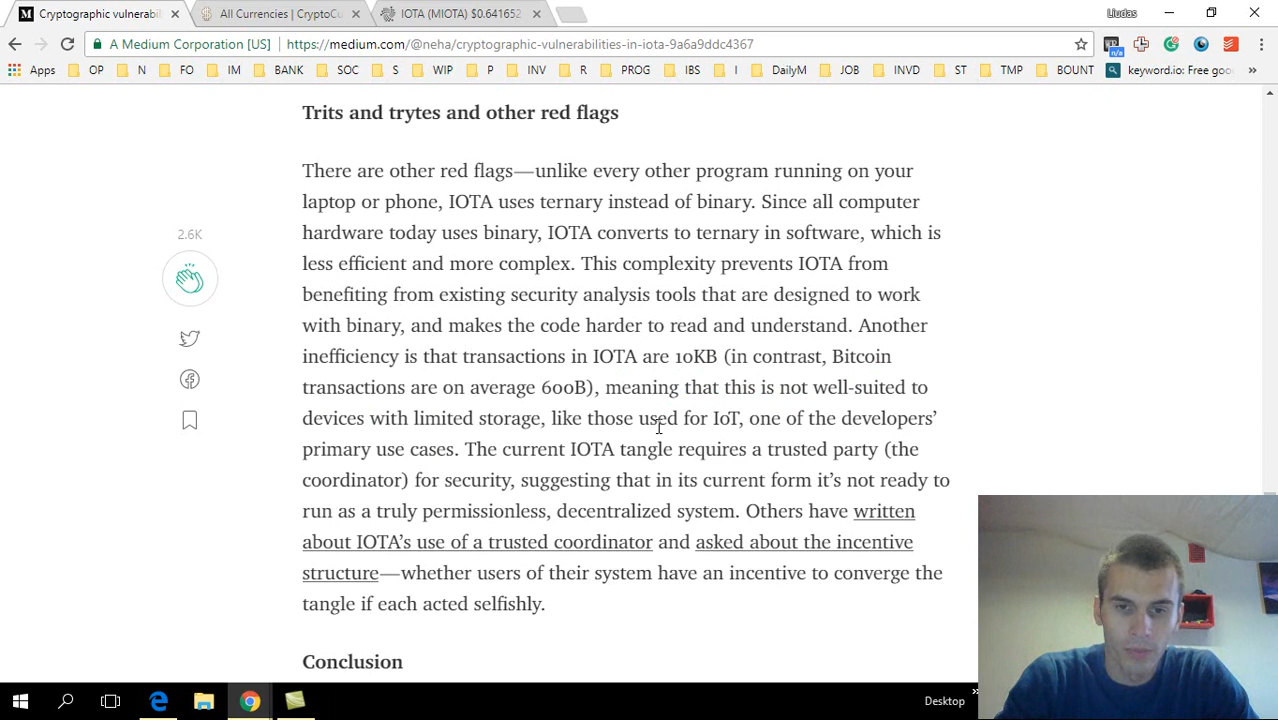 Cryptographic vulnerabil
All Currencies | CryptoCu
IOTA (MIOTA) $0.641652
Liudas
A Medium Corporation [US]
https://medium.com/@neha/cryptographic-vulnerabilities-in-iota-9a6a9ddc4367
n/a
Apps OP N FO IM BANK SOC S WIP P INV R PROG IBS I DailyM JOB INVD ST TMP BOUNT keyword.io: Free goo »
Trits and trytes and other red flags
There are other red flags—unlike every other program running on your
laptop or phone, IOTA uses ternary instead of binary. Since all computer
hardware today uses binary, IOTA converts to ternary in software, which is
less efficient and more complex. This complexity prevents IOTA from
benefiting from existing security analysis tools that are designed to work
with binary, and makes the code harder to read and understand. Another
inefficiency is that transactions in IOTA are 10KB (in contrast, Bitcoin
transactions are on average 600B), meaning that this is not well-suited to
devices with limited storage, like those used for IoT, one of the developers’
primary use cases. The current IOTA tangle requires a trusted party (the
coordinator) for security, suggesting that in its current form it’s not ready to
run as a truly permissionless, decentralized system. Others have written
about IOTA’s use of a trusted coordinator and asked about the incentive
structure—whether users of their system have an incentive to converge the
tangle if each acted selfishly.
Conclusion
2.6K
Desktop »